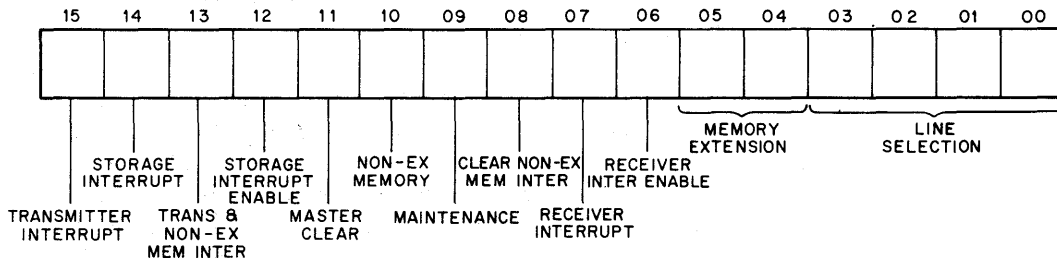 15 14 13 12 11 10 09 08 07 06 05 04 03 02 01 00
MEMORY
EXTENSION
LINE
SELECTION
STORAGE
INTERRUPT
STORAGE
INTERRUPT
ENABLE
NON-EX
MEMORY
CLEAR NON-EX
MEM INTER
RECEIVER
INTER ENABLE
TRANSMITTER
INTERRUPT
TRANS &
NON-EX
MEM INTER
MASTER
CLEAR
MAINTENANCE
RECEIVER
INTERRUPT